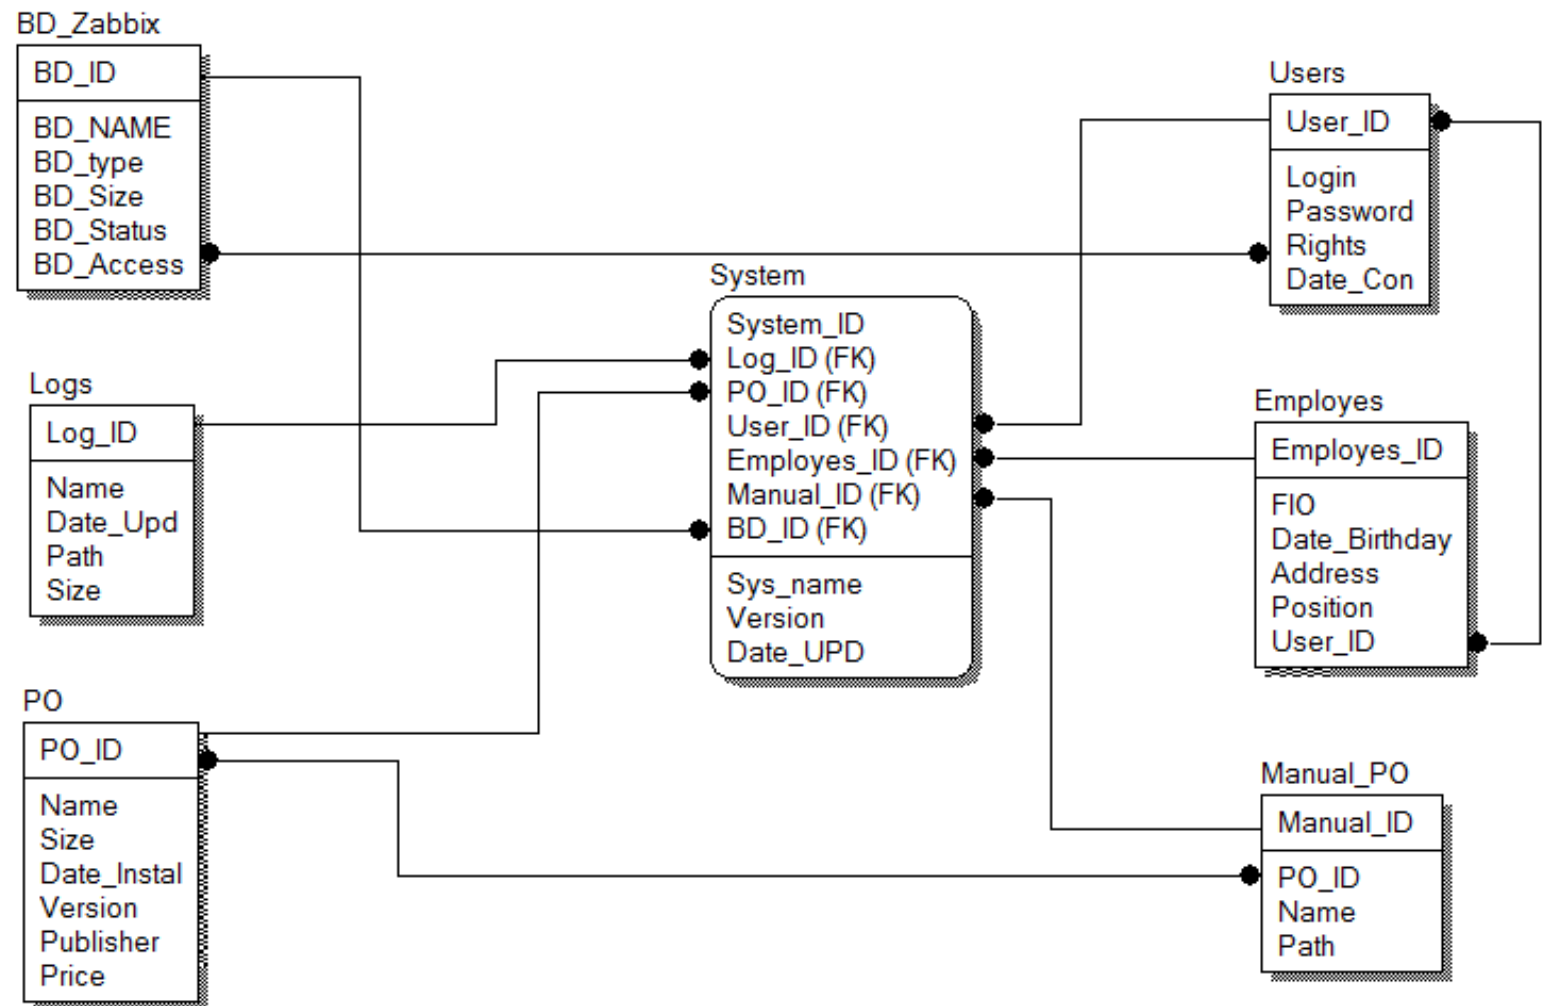 BD_Zabbix
BD_ID
BD_NAME
BD_type
BD_Size
BD_Status
BD_Access
Logs
Log_ID
Name
Date_Upd
Path
Size
PO
PO_ID
Name
Size
Date_Instal
Version
Publisher
Price
System
System_ID
Log_ID (FK)
PO_ID (FK)
User_ID (FK)
Employes_ID (FK)
Manual_ID (FK)
BD_ID (FK)
Sys_name
Version
Date_UPD
Users
User_ID
Login
Password
Rights
Date_Con
Employes
Employes_ID
FIO
Date_Birthday
Address
Position
User_ID
Manual_PO
Manual_ID
PO_ID
Name
Path